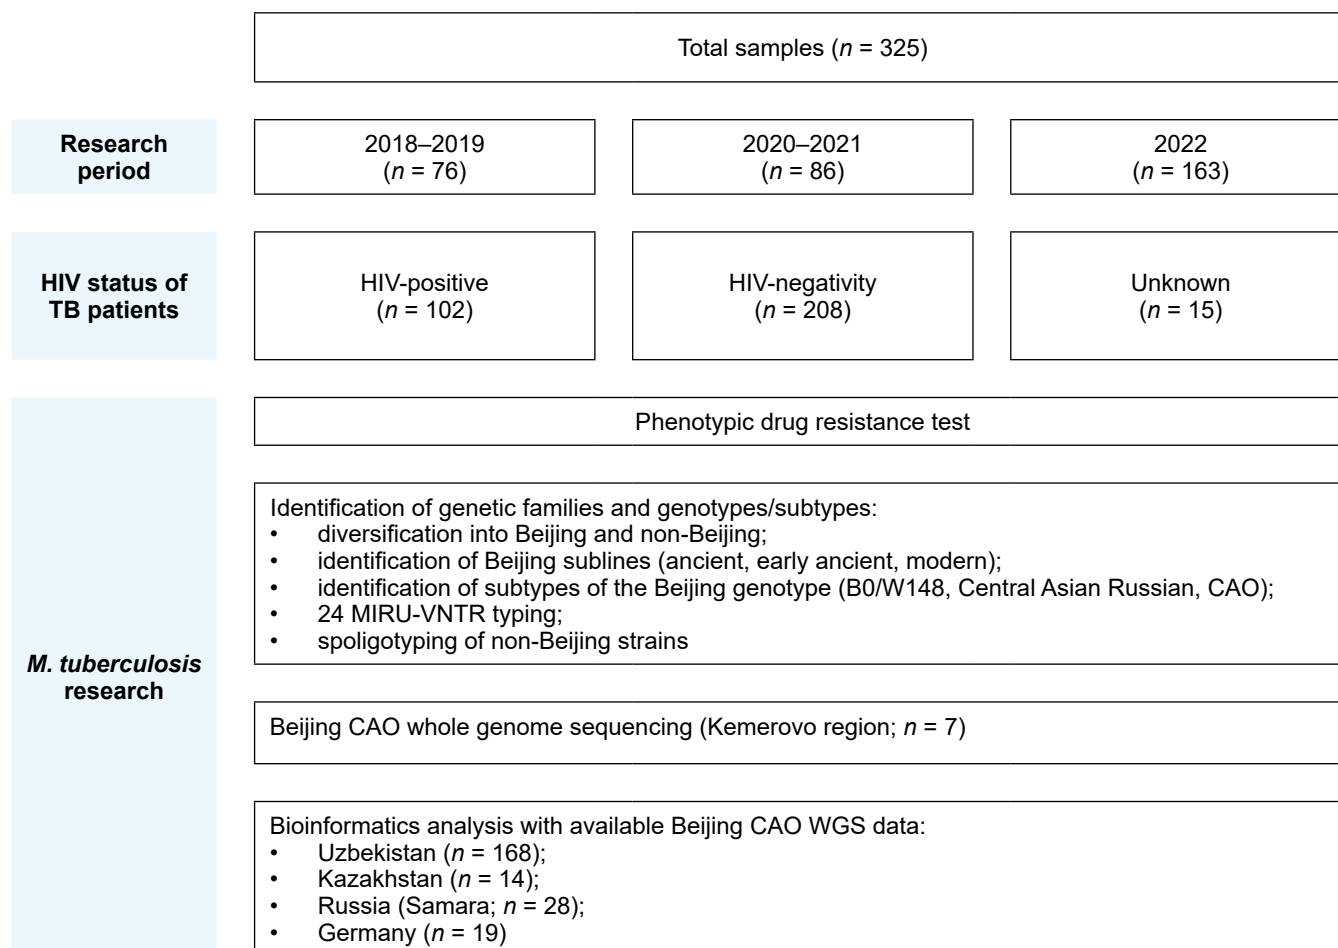 Total samples (n = 325)
Research
period
2018–2019
(n = 76)
2020–2021
(n = 86)
2022
(n = 163)
HIV status of
TB patients
HIV-positive
(n = 102)
HIV-negativity
(n = 208)
Unknown
(n = 15)
M. tuberculosis
research
Phenotypic drug resistance test
Identification of genetic families and genotypes/subtypes:
• diversification into Beijing and non-Beijing;
• identification of Beijing sublines (ancient, early ancient, modern);
• identification of subtypes of the Beijing genotype (B0/W148, Central Asian Russian, CAO);
• 24 MIRU-VNTR typing;
• spoligotyping of non-Beijing strains
Beijing CAO whole genome sequencing (Kemerovo region; n = 7)
Bioinformatics analysis with available Beijing CAO WGS data:
• Uzbekistan (n = 168);
• Kazakhstan (n = 14);
• Russia (Samara; n = 28);
• Germany (n = 19)